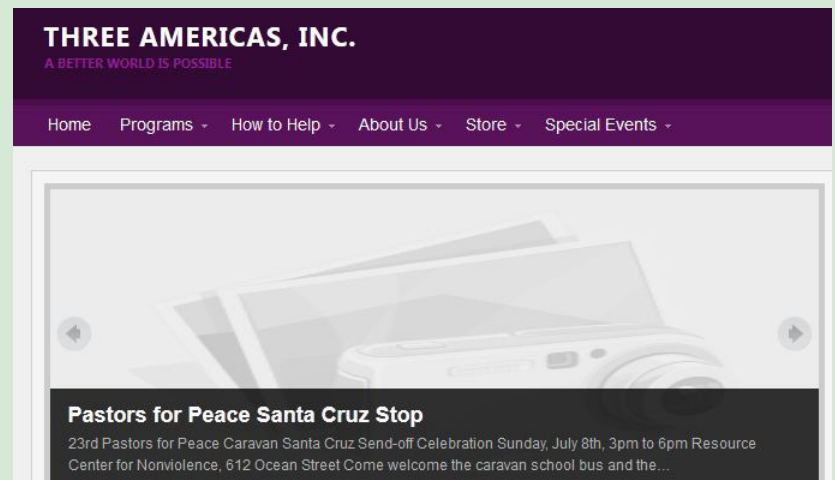 THREE AMERICAS, INC.
A BETTER WORLD IS POSSIBLE
Home Programs How to Help About Us Store Special Events
Pastors for Peace Santa Cruz Stop
23rd Pastors for Peace Caravan Santa Cruz Send-off Celebration Sunday, July 8th, 3pm to 6pm Resource
Center for Nonviolence, 612 Ocean Street Come welcome the caravan school bus and the...